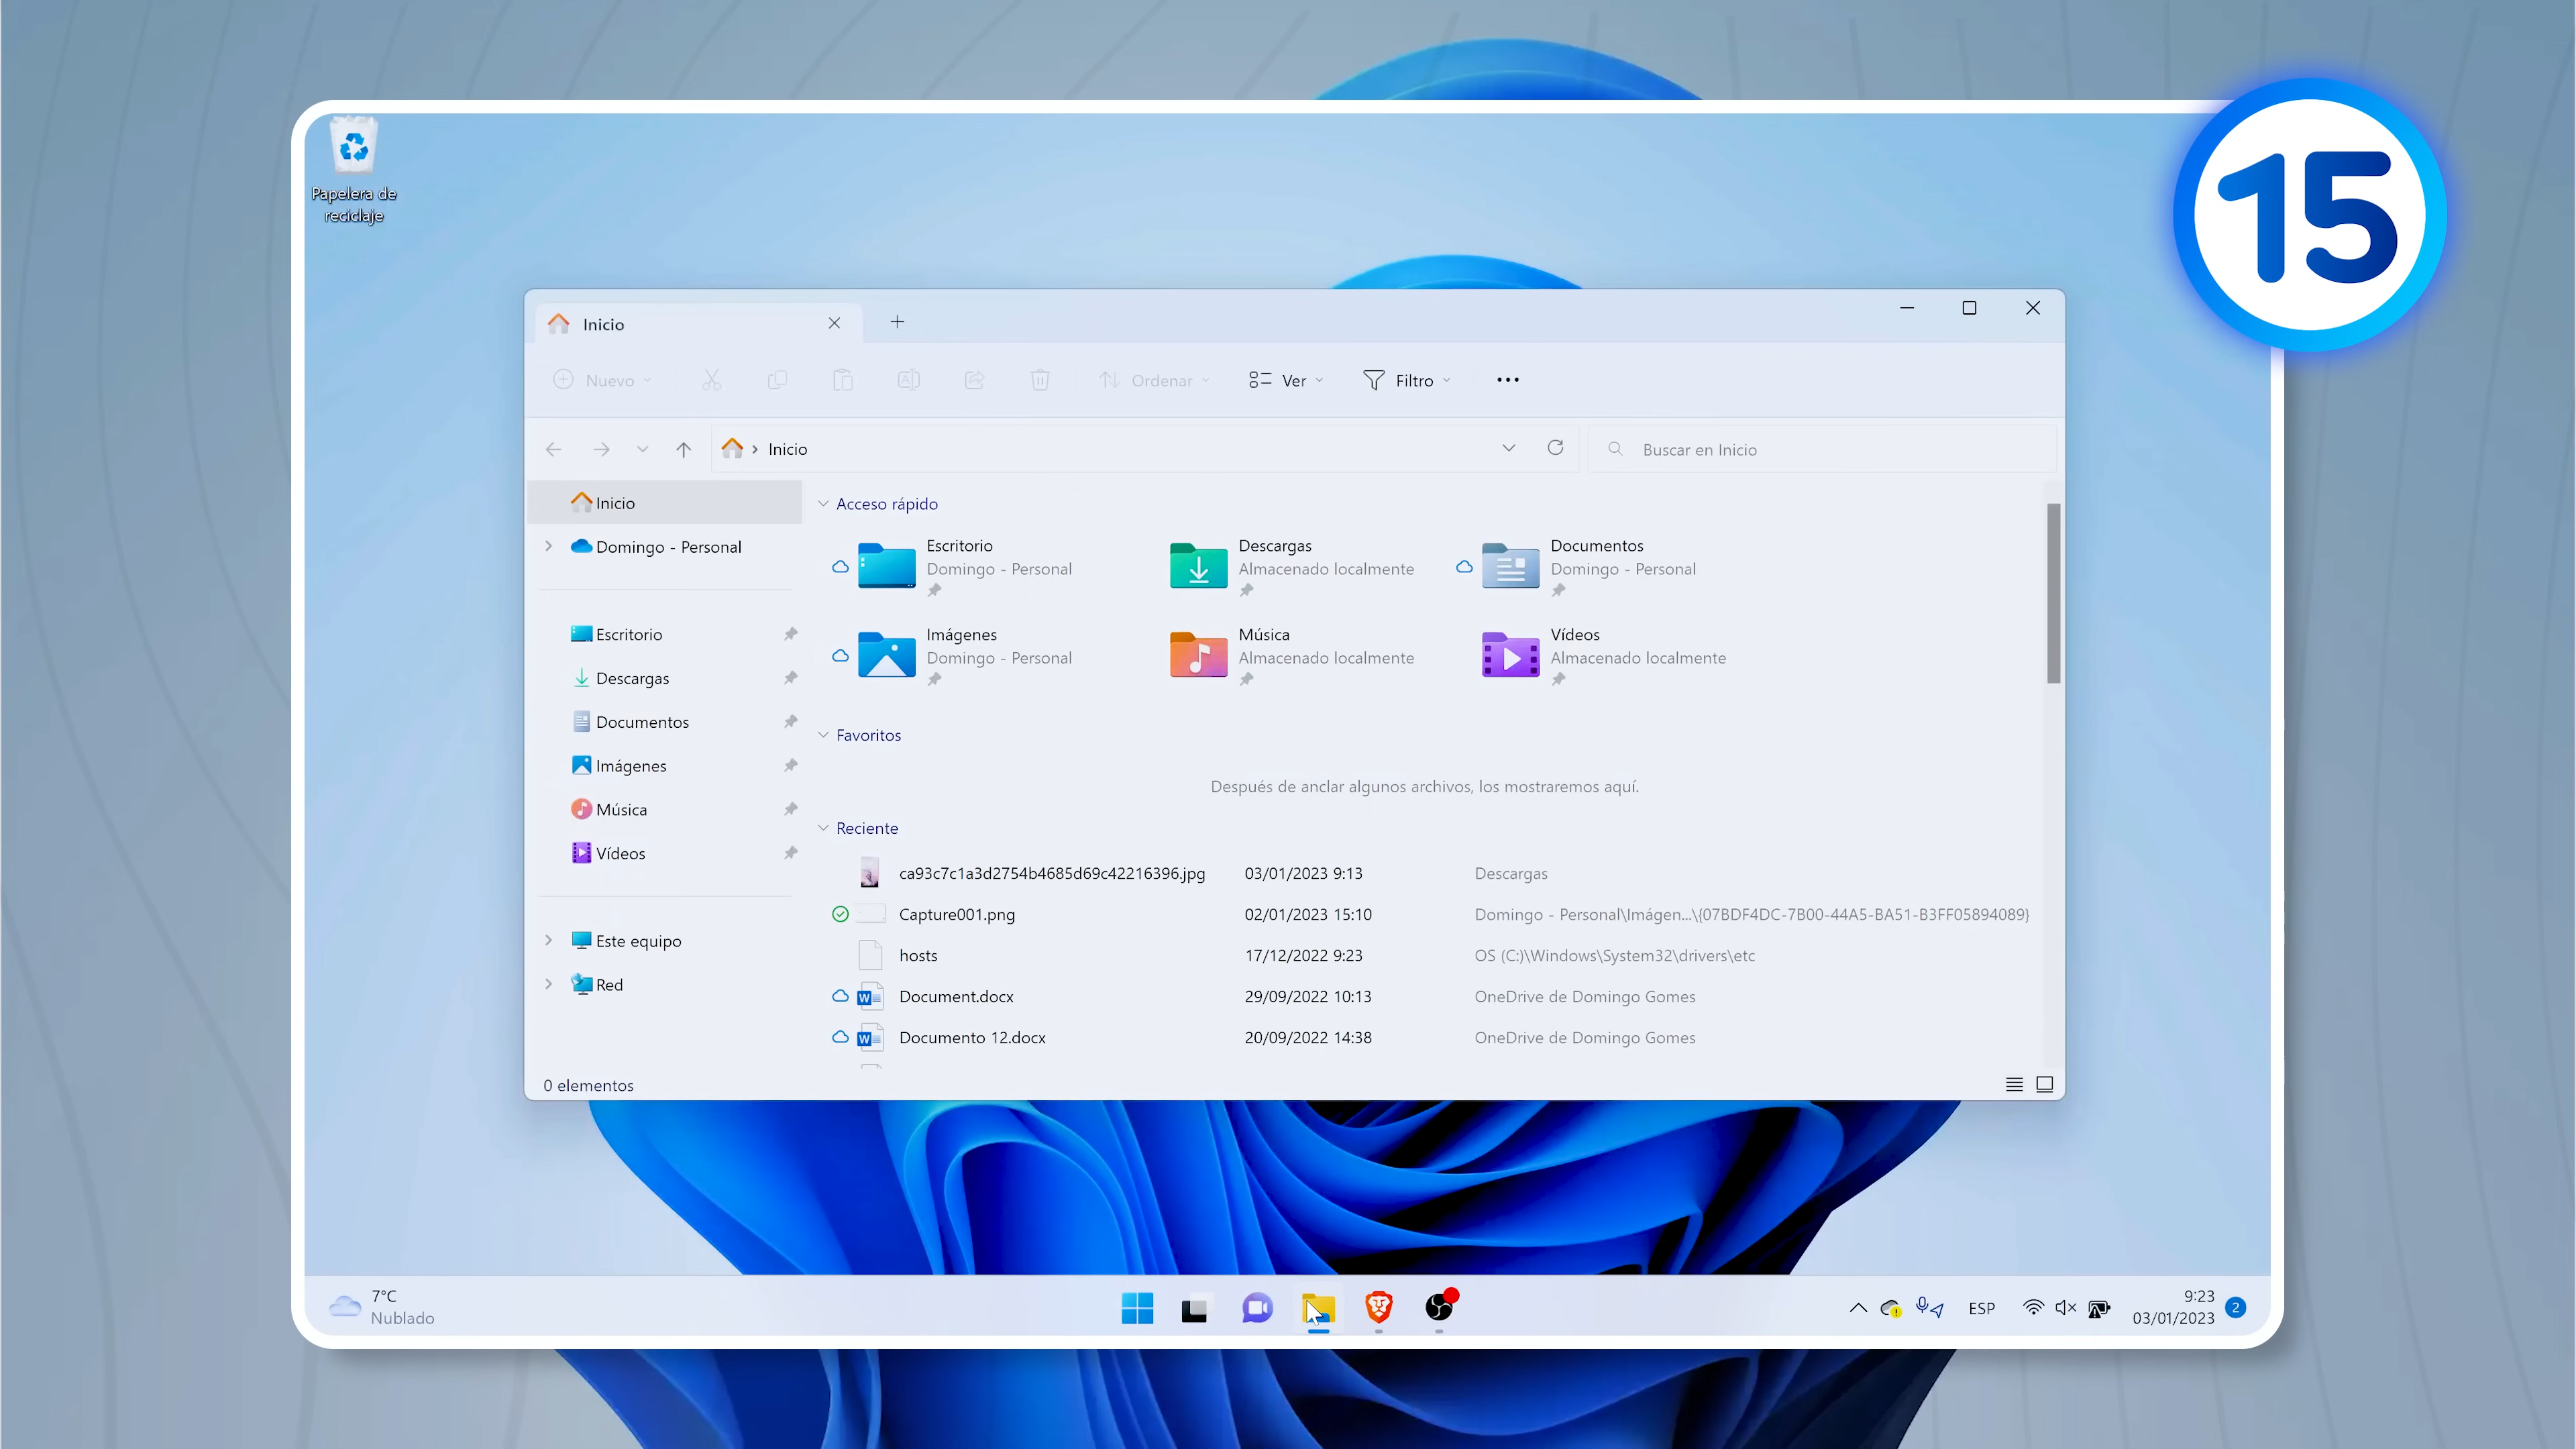 Papelera de
reciclaje
15
Inicio
Nuevo
Ordenar
Ver
Filtro
Inicio
Buscar en Inicio
Inicio
Domingo - Personal
Escritorio
Descargas
Documentos
Imágenes
Música
Vídeos
Este equipo
Red
Acceso rápido
Escritorio
Domingo - Personal
Descargas
Almacenado localmente
Documentos
Domingo - Personal
Imágenes
Domingo - Personal
Música
Almacenado localmente
Vídeos
Almacenado localmente
Favoritos
Después de anclar algunos archivos, los mostraremos aquí.
Reciente
ca93c7c1a3d2754b4685d69c42216396.jpg 03/01/2023 9:13 Descargas
Capture001.png 02/01/2023 15:10 Domingo - Personal\Imágen...\{07BDF4DC-7B00-44A5-BA51-B3FF05894089}
hosts 17/12/2022 9:23 OS (C:)\Windows\System32\drivers\etc
Document.docx 29/09/2022 10:13 OneDrive de Domingo Gomes
Documento 12.docx 20/09/2022 14:38 OneDrive de Domingo Gomes
0 elementos
7°C
Nublado
ESP
9:23
03/01/2023
2